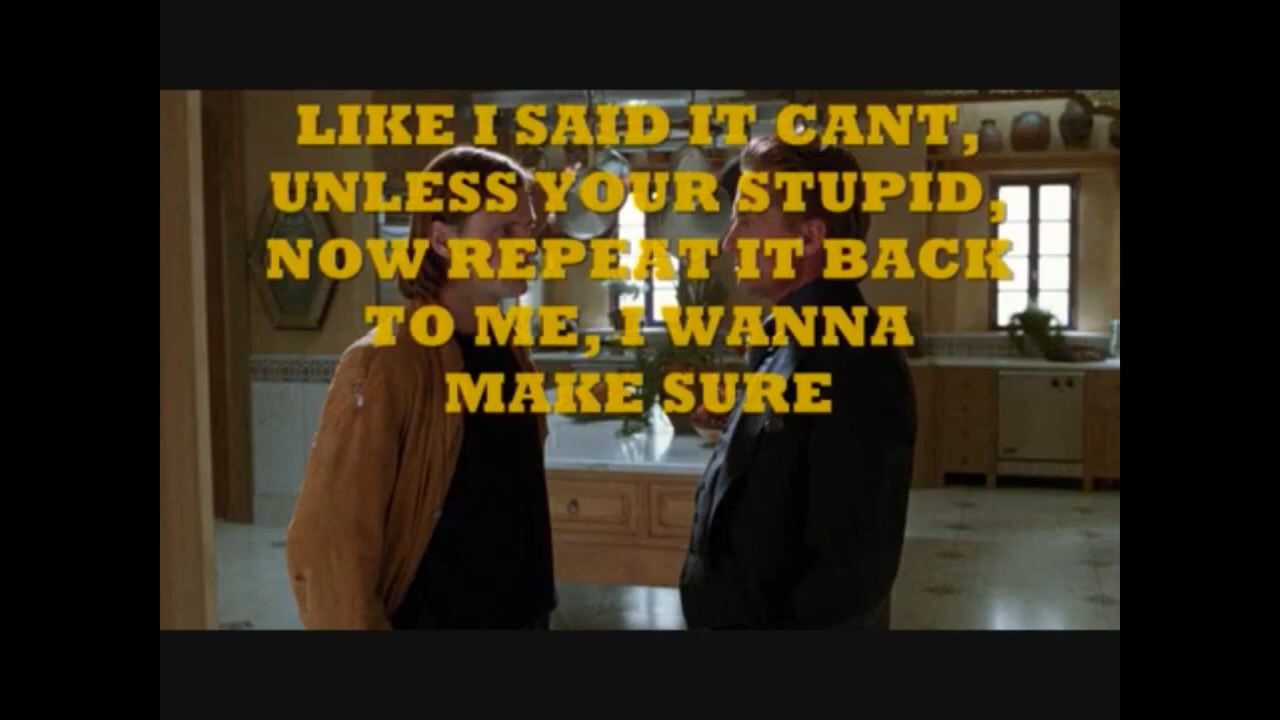 LIKE I SAID IT CANT,
UNLESS YOUR STUPID,
NOW REPEAT IT BACK
TO ME, I WANNA
MAKE SURE